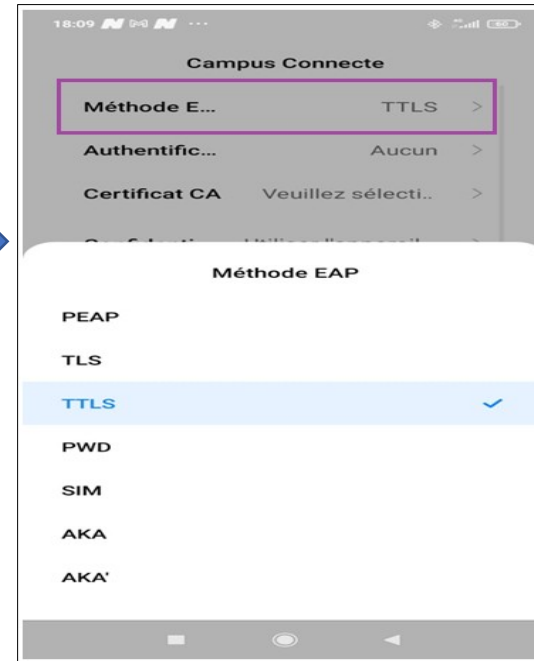 18:09
Campus Connecte
Méthode E... TTLS >
Authentific... Aucun >
Certificat CA Veuillez sélecti.. >
Méthode EAP
PEAP
TLS
TTLS
PWD
SIM
AKA
AKA'